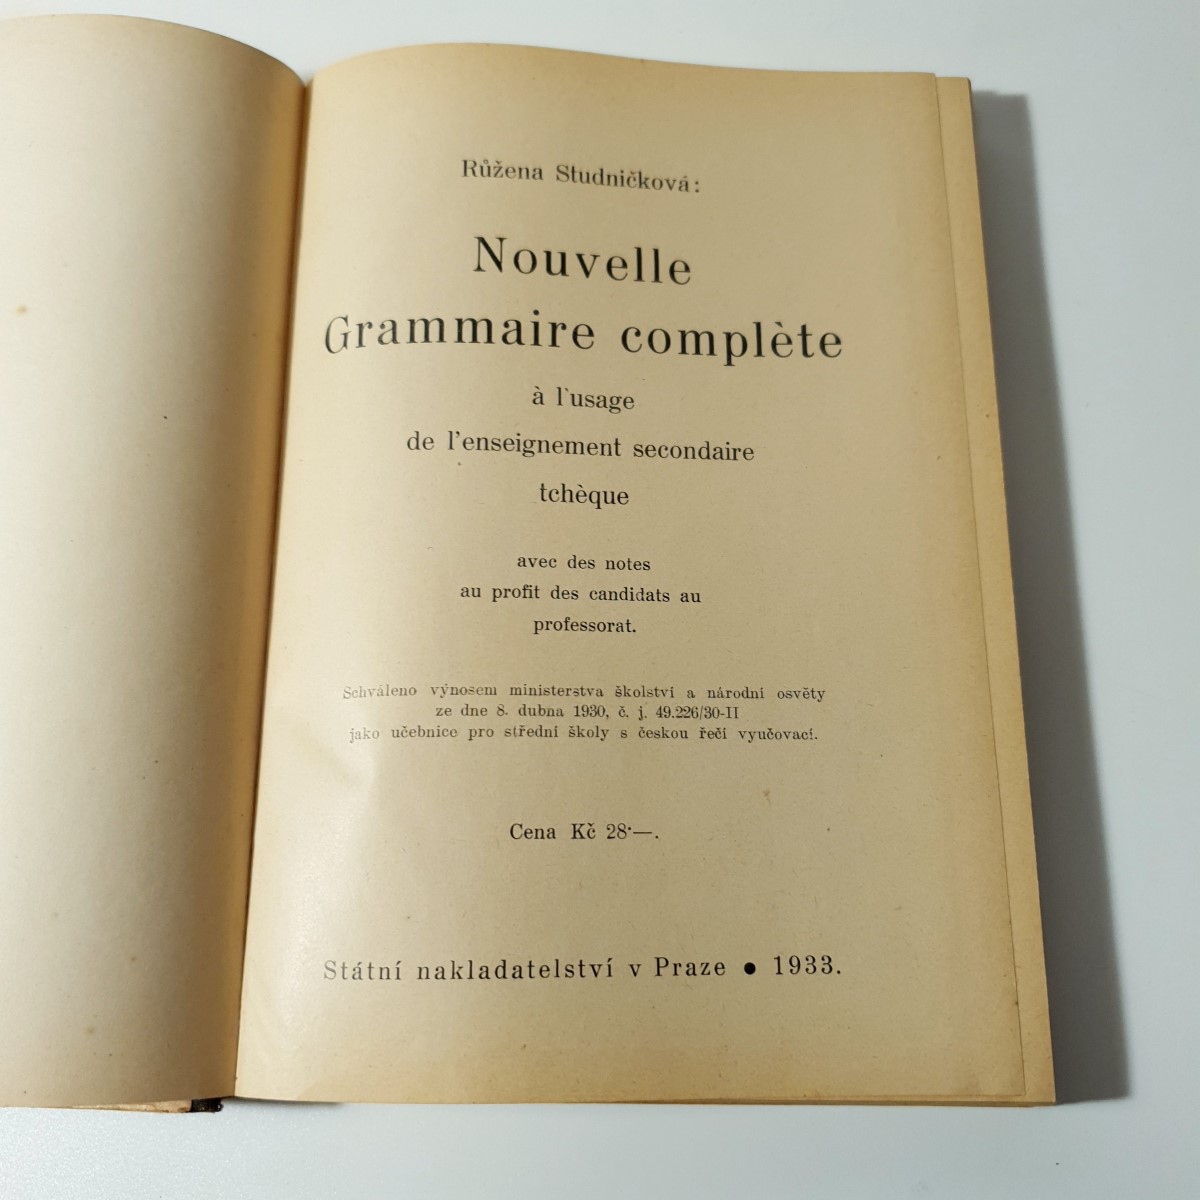 Růžena Studničková:
Nouvelle
Grammaire complète
à l'usage
de l'enseignement secondaire
tchèque
avec des notes
au profit des candidats au
professorat.
Schváleno výnosem ministerstva školství a národní osvěty
ze dne 8. dubna 1930, č. j. 49.226/30-II
jako učebnice pro střední školy s českou řečí vyučovací.
Cena Kč 28·—.
Státní nakladatelství v Praze ● 1933.